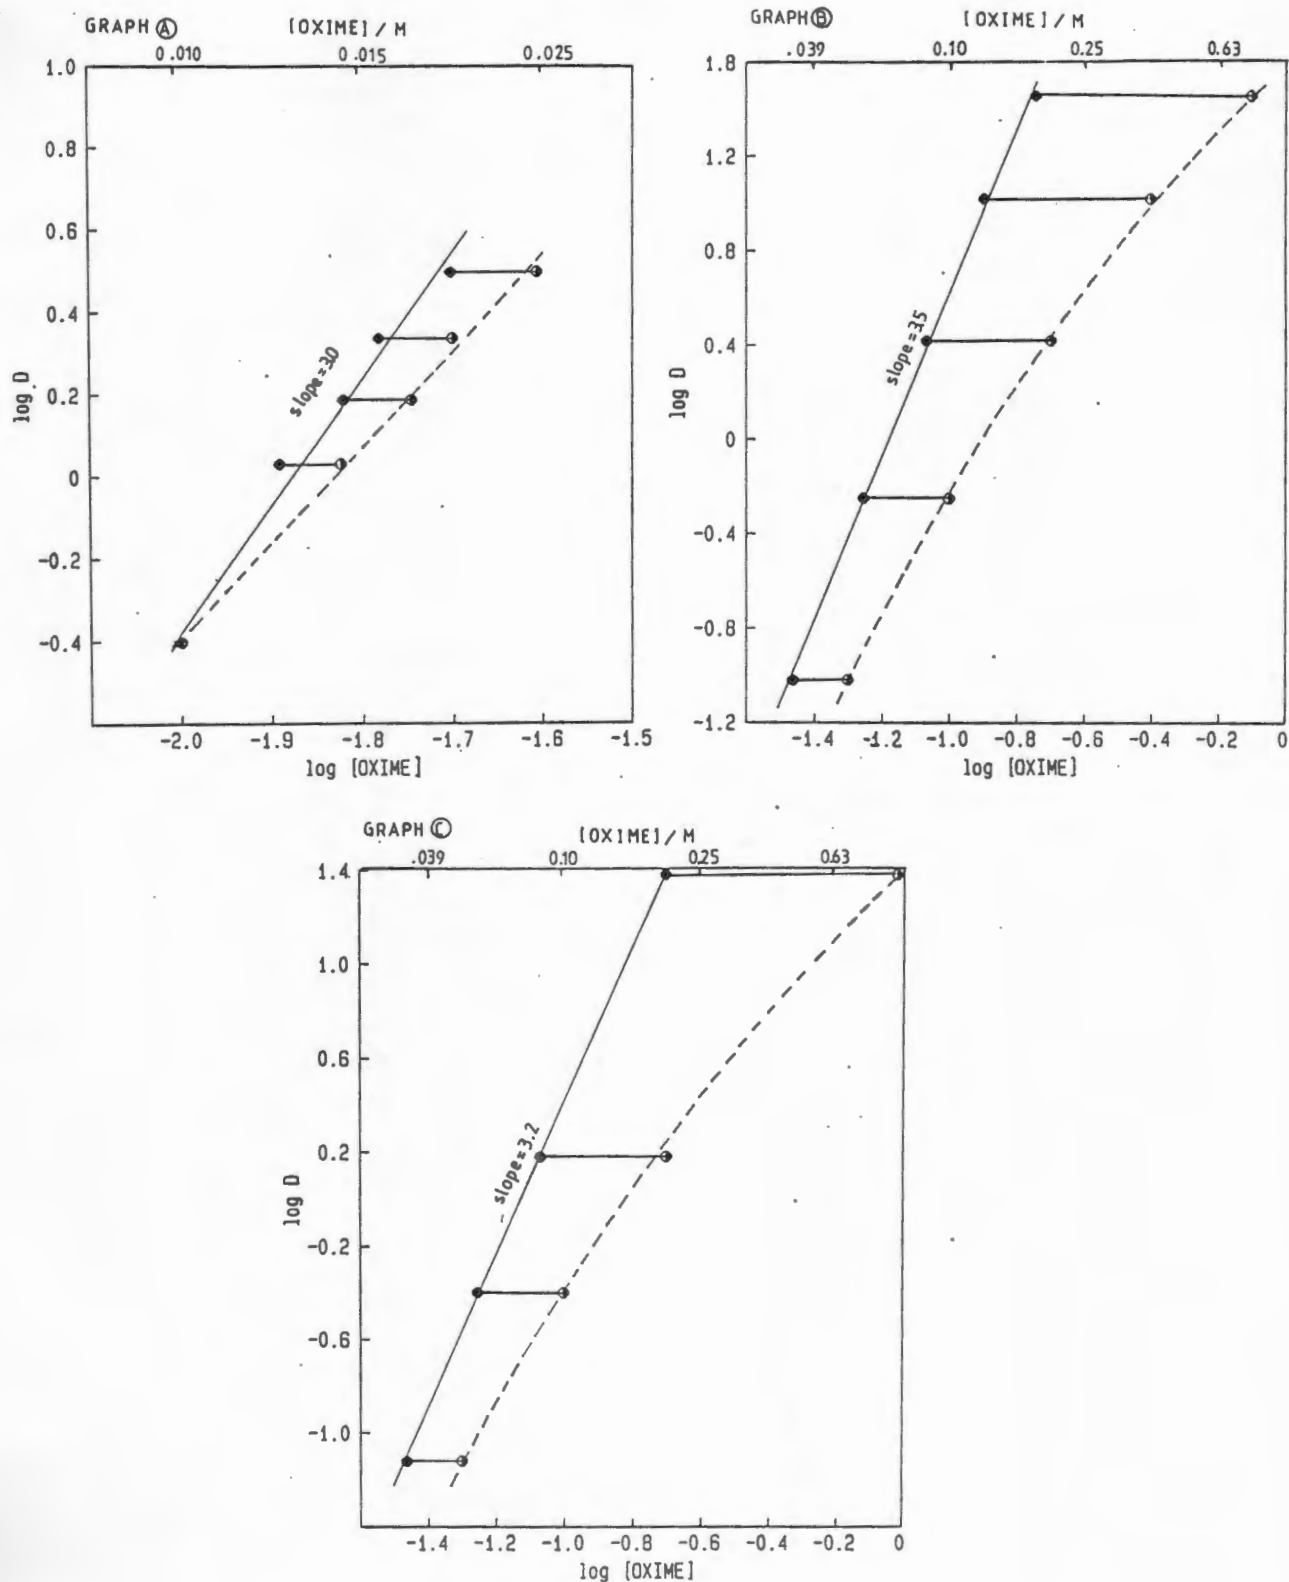 GRAPH Ⓐ [OXIME] / M
0.010 0.015 0.025
1.0
0.8
0.6
0.4
0.2
0
-0.2
-0.4
log D
slope=3.0
-2.0 -1.9 -1.8 -1.7 -1.6 -1.5
log [OXIME]
GRAPH Ⓑ [OXIME] / M
.039 0.10 0.25 0.63
1.8
1.2
0.8
0.4
0
-0.4
-0.8
-1.2
log D
slope=3.5
-1.4 -1.2 -1.0 -0.8 -0.6 -0.4 -0.2 0
log [OXIME]
GRAPH Ⓒ [OXIME] / M
.039 0.10 0.25 0.63
1.4
1.0
0.6
0.2
-0.2
-0.6
-1.0
log D
slope=3.2
-1.4 -1.2 -1.0 -0.8 -0.6 -0.4 -0.2 0
log [OXIME]